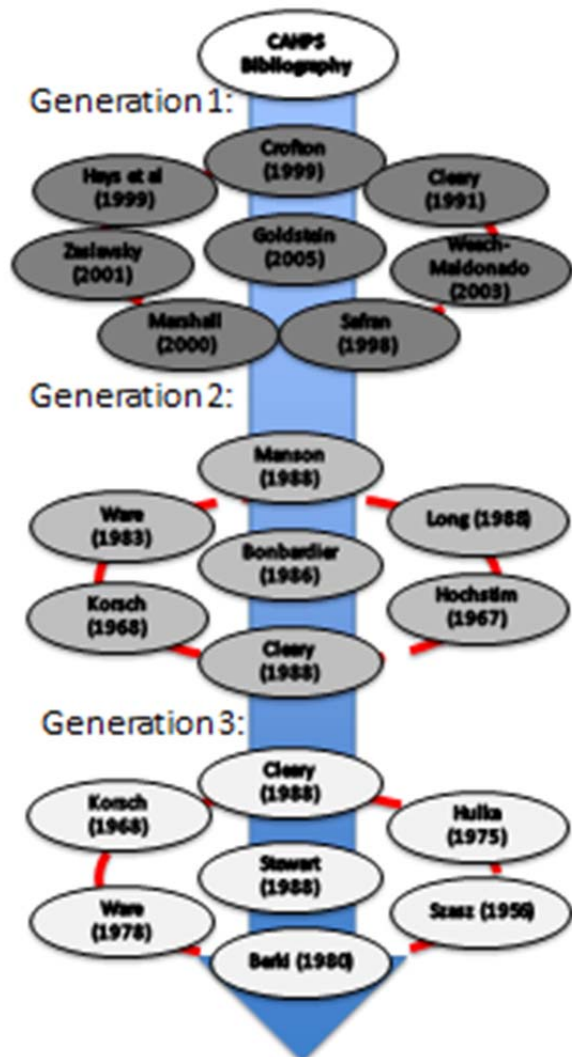 CAHPS
Bibliography
Generation 1:
Crofton
(1999)
Hays et al
(1999)
Cleary
(1991)
Goldstein
(2005)
Zaslavsky
(2001)
Weech-
Maldonado
(2003)
Marshall
(2000)
Safran
(1998)
Generation 2:
Manson
(1988)
Ware
(1983)
Long (1988)
Bonbardier
(1986)
Korsch
(1968)
Hochstim
(1967)
Cleary
(1988)
Generation 3:
Cleary
(1988)
Korsch
(1968)
Hulka
(1975)
Stewart
(1988)
Ware
(1978)
Szasz (1956)
Berki (1980)